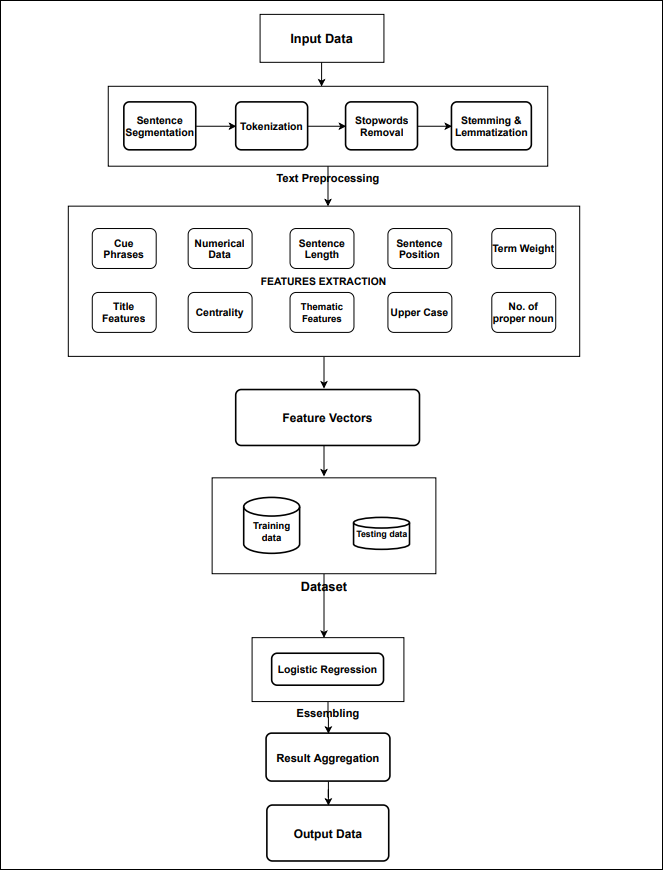 Input Data
Sentence
Segmentation
Tokenization
Stopwords
Removal
Stemming &
Lemmatization
Text Preprocessing
Cue
Phrases
Numerical
Data
Sentence
Length
Sentence
Position
Term Weight
FEATURES EXTRACTION
Title
Features
Centrality
Thematic
Features
Upper Case
No. of
proper noun
Feature Vectors
Training
data
Testing data
Dataset
Logistic Regression
Essembling
Result Aggregation
Output Data